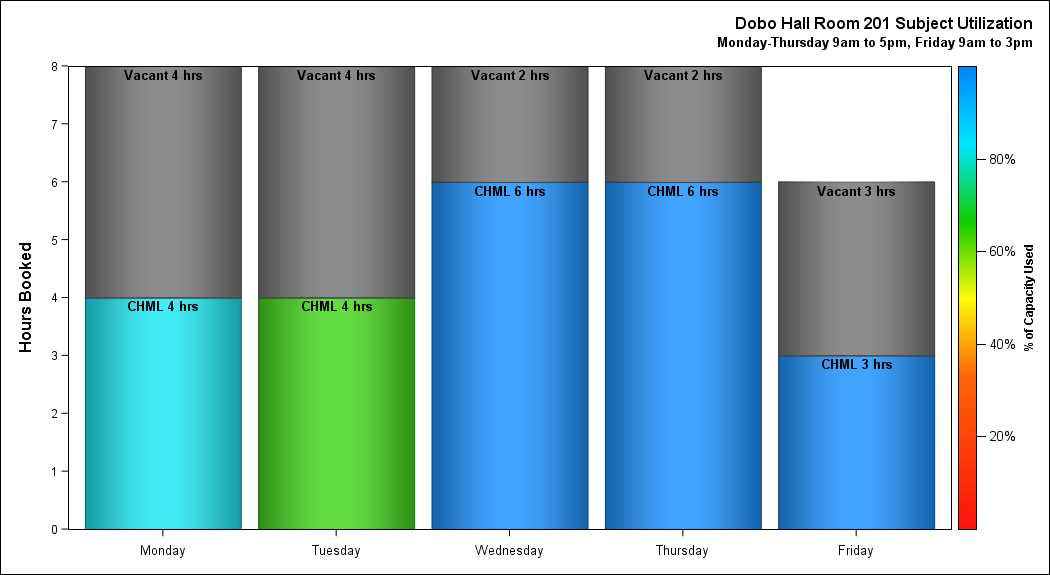 Dobo Hall Room 201 Subject Utilization
Monday-Thursday 9am to 5pm, Friday 9am to 3pm
Hours Booked
8
7
6
5
4
3
2
1
0
Vacant 4 hrs
Vacant 4 hrs
Vacant 2 hrs
Vacant 2 hrs
Vacant 3 hrs
CHML 4 hrs
CHML 4 hrs
CHML 6 hrs
CHML 6 hrs
CHML 3 hrs
Monday
Tuesday
Wednesday
Thursday
Friday
80%
60%
40%
20%
% of Capacity Used